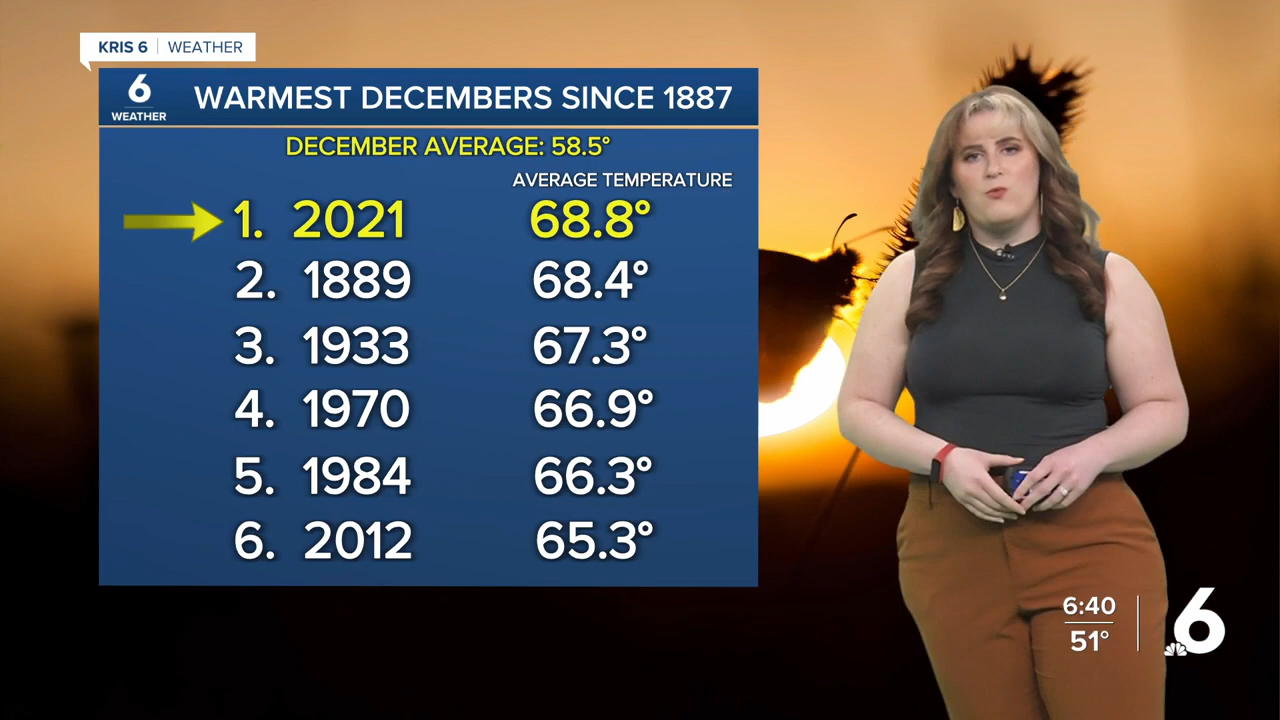 KRIS 6 | WEATHER
6
WEATHER
WARMEST DECEMBERS SINCE 1887
DECEMBER AVERAGE: 58.5°
AVERAGE TEMPERATURE
1. 2021 68.8°
2. 1889 68.4°
3. 1933 67.3°
4. 1970 66.9°
5. 1984 66.3°
6. 2012 65.3°
6:40
51°
6